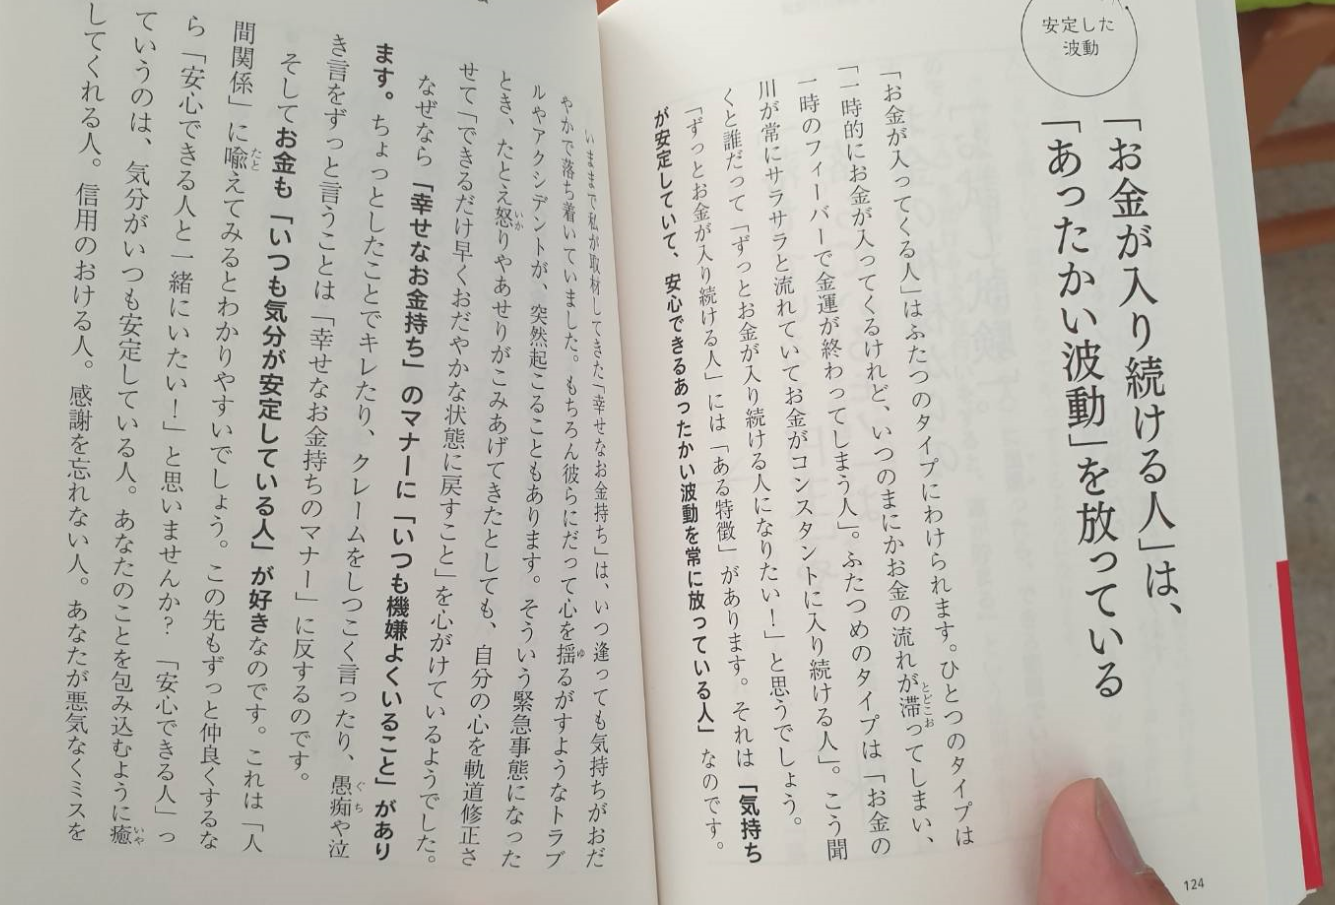 安定した
波動
「お金が入り続ける人」は、
「あったかい波動」を放っている
「お金が入ってくる人」はふたつのタイプにわけられます。ひとつのタイプは
「一時的にお金が入ってくるけれど、いつのまにかお金の流れが滞ってしまい、
一時のフィーバーで金運が終わってしまう人」。ふたつめのタイプは「お金の
川が常にサラサラと流れていてお金がコンスタントに入り続ける人」。こう聞
くと誰だって「ずっとお金が入り続ける人になりたい！」と思うでしょう。
「ずっとお金が入り続ける人」には「ある特徴」があります。それは「気持ち
が安定していて、安心できるあったかい波動を常に放っている人」なのです。
いままで私が取材してきた「幸せなお金持ち」は、いつ逢っても気持ちがおだ
やかで落ち着いていました。もちろん彼らにだって心を揺るがすようなトラブ
ルやアクシデントが、突然起こることもあります。そういう緊急事態になった
とき、たとえ怒りやあせりがこみあげてきたとしても、自分の心を軌道修正さ
せて「できるだけ早くおだやかな状態に戻すこと」を心がけているようでした。
なぜなら「幸せなお金持ち」のマナーに「いつも機嫌よくいること」があり
ます。ちょっとしたことでキレたり、クレームをしつこく言ったり、愚痴や泣
き言をずっと言うことは「幸せなお金持ちのマナー」に反するのです。
そしてお金も「いつも気分が安定している人」が好きなのです。これは「人
間関係」に喩えてみるとわかりやすいでしょう。この先もずっと仲良くするな
ら「安心できる人と一緒にいたい！」と思いませんか？　「安心できる人」っ
ていうのは、気分がいつも安定している人。あなたのことを包み込むように癒
してくれる人。信用のおける人。感謝を忘れない人。あなたが悪気なくミスを
124